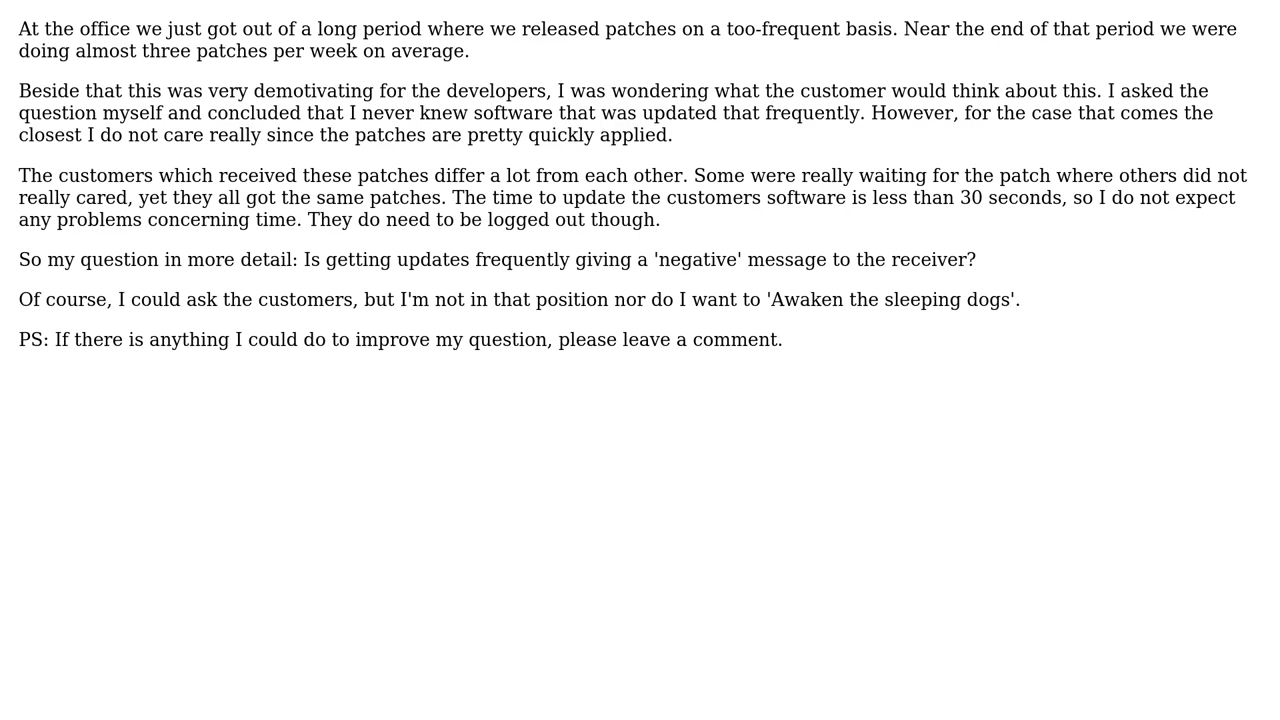 At the office we just got out of a long period where we released patches on a too-frequent basis. Near the end of that period we were
doing almost three patches per week on average.
Beside that this was very demotivating for the developers, I was wondering what the customer would think about this. I asked the
question myself and concluded that I never knew software that was updated that frequently. However, for the case that comes the
closest I do not care really since the patches are pretty quickly applied.
The customers which received these patches differ a lot from each other. Some were really waiting for the patch where others did not
really cared, yet they all got the same patches. The time to update the customers software is less than 30 seconds, so I do not expect
any problems concerning time. They do need to be logged out though.
So my question in more detail: Is getting updates frequently giving a 'negative' message to the receiver?
Of course, I could ask the customers, but I'm not in that position nor do I want to 'Awaken the sleeping dogs'.
PS: If there is anything I could do to improve my question, please leave a comment.